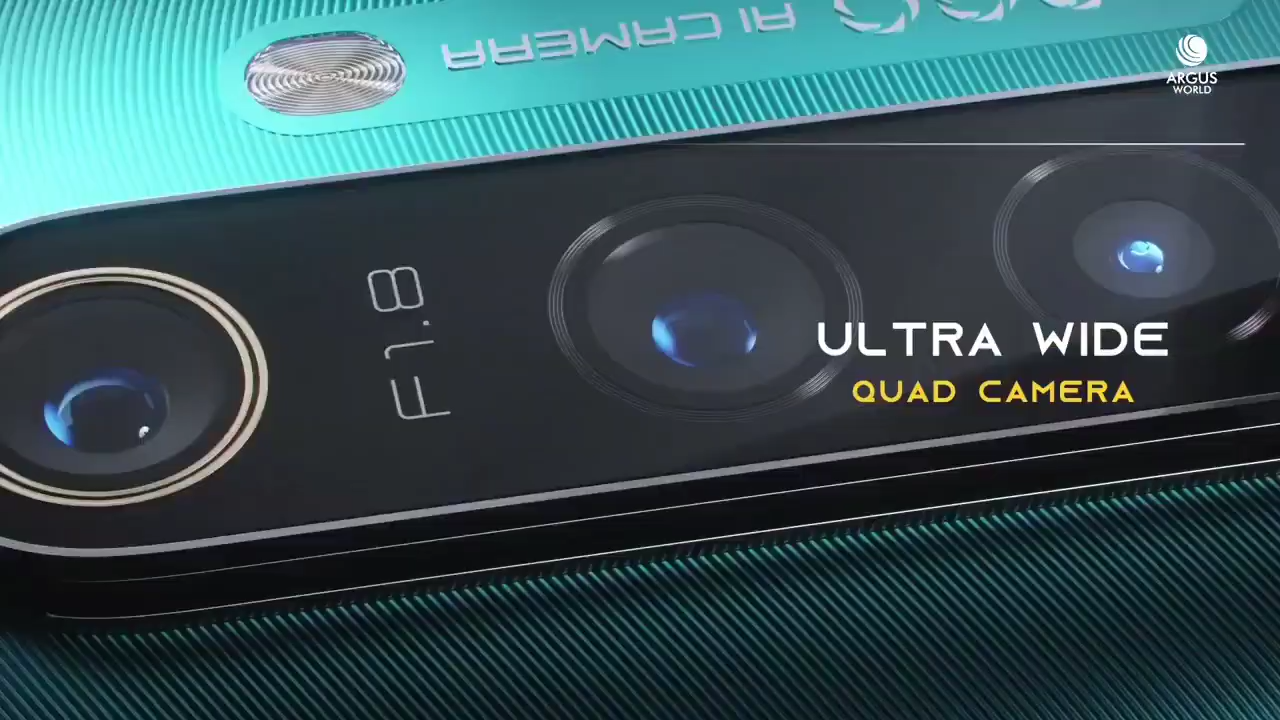 AI CAMERA
ARGUS
WORLD
F1.8
ULTRA WIDE
QUAD CAMERA